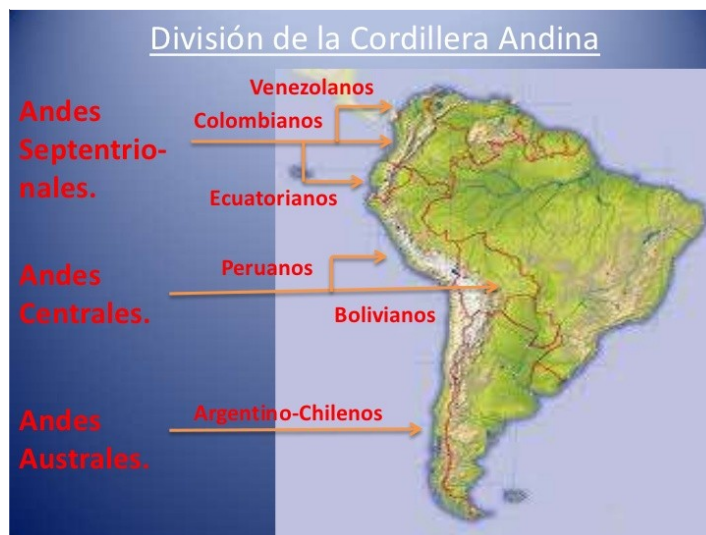 División de la Cordillera Andina
Andes
Septentrio-
nales.
Venezolanos
Colombianos
Ecuatorianos
Andes
Centrales.
Peruanos
Bolivianos
Andes
Australes.
Argentino-Chilenos